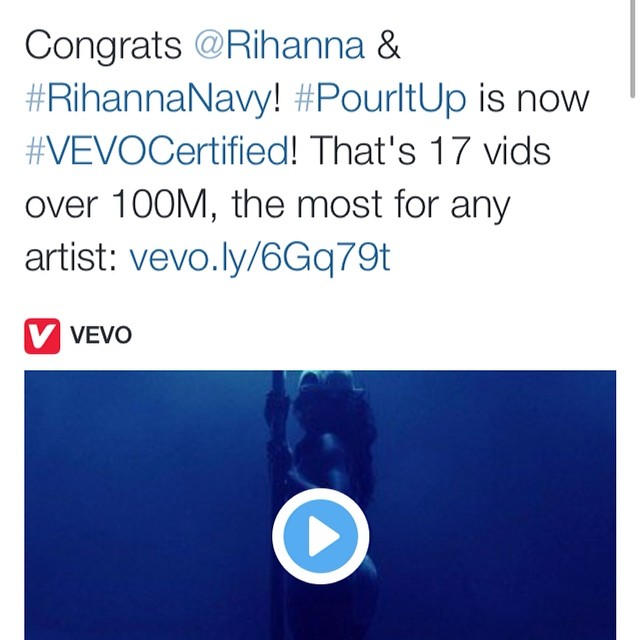 Congrats @Rihanna &
#RihannaNavy! #PourItUp is now
#VEVOCertified! That's 17 vids
over 100M, the most for any
artist: vevo.ly/6Gq79t
VEVO